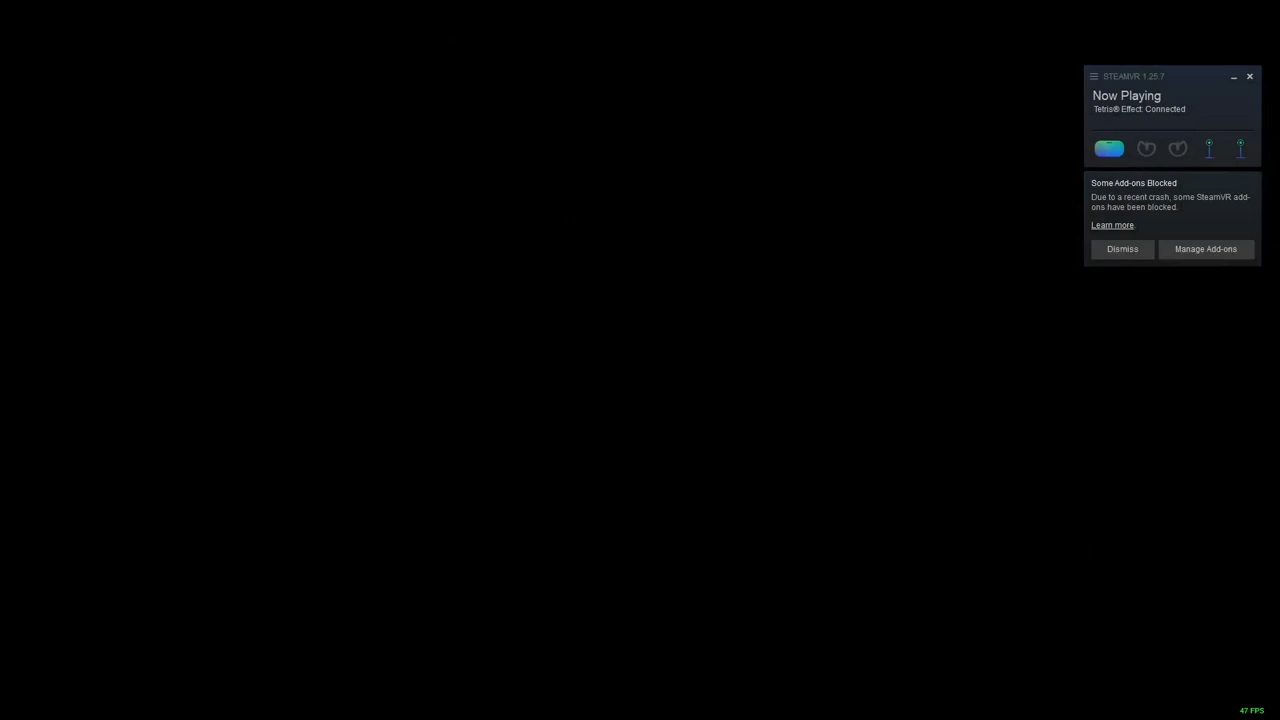 STEAMVR 1.25.7
Now Playing
Tetris® Effect: Connected
Some Add-ons Blocked
Due to a recent crash, some SteamVR add-
ons have been blocked.
Learn more.
Dismiss
Manage Add-ons
47 FPS